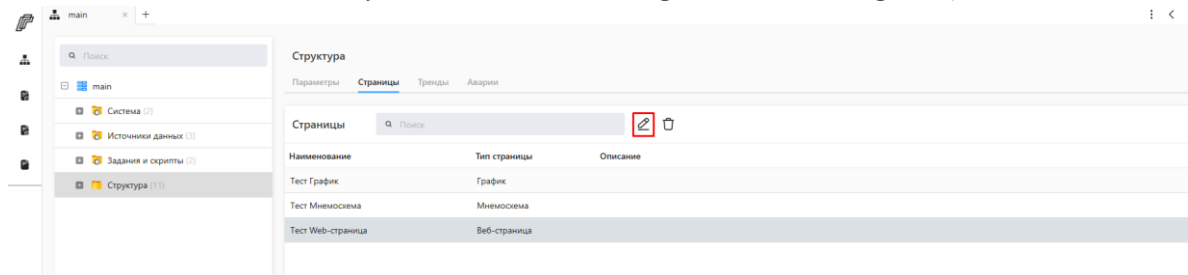 main × +
Поиск
main
Система (2)
Источники данных (3)
Задания и скрипты (2)
Структура (11)
Структура
Параметры Страницы Тренды Аварии
Страницы Поиск
Наименование Тип страницы Описание
Тест График График
Тест Мнемосхема Мнемосхема
Тест Web-страница Веб-страница